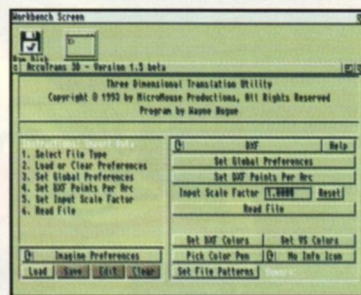 Workbench Screen
Ram Disk
AccuTrans 3D - Version 1.5 beta
Three Dimensional Translation Utility
Copyright © 1993 by MicroMouse Productions, All Rights Reserved
Program by Wayne Hogue
Instructions: Import Data
1. Select File Type
2. Load or Clear Preferences
3. Set Global Preferences
4. Set DXF Points Per Arc
5. Set Input Scale Factor
6. Read File
Imagine Preferences
Load Save Edit Clear
DXF Help
Set Global Preferences
Set DXF Points Per Arc
Input Scale Factor 1.0000 Reset
Read File
Set DXF Colors Set VS Colors
Pick Color Pen No Info Icon
Set File Patterns